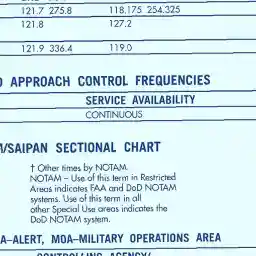 121.7 275.8 118.175 254.325
121.8 127.2
121.9 336.4 119.0
APPROACH CONTROL FREQUENCIES
SERVICE AVAILABILITY
CONTINUOUS
/SAIPAN SECTIONAL CHART
† Other times by NOTAM.
NOTAM – Use of this term in Restricted
Areas indicates FAA and DoD NOTAM
systems. Use of this term in all
other Special Use areas indicates the
DoD NOTAM system.
A–ALERT, MOA–MILITARY OPERATIONS AREA
CONTROLLING AGENCY/